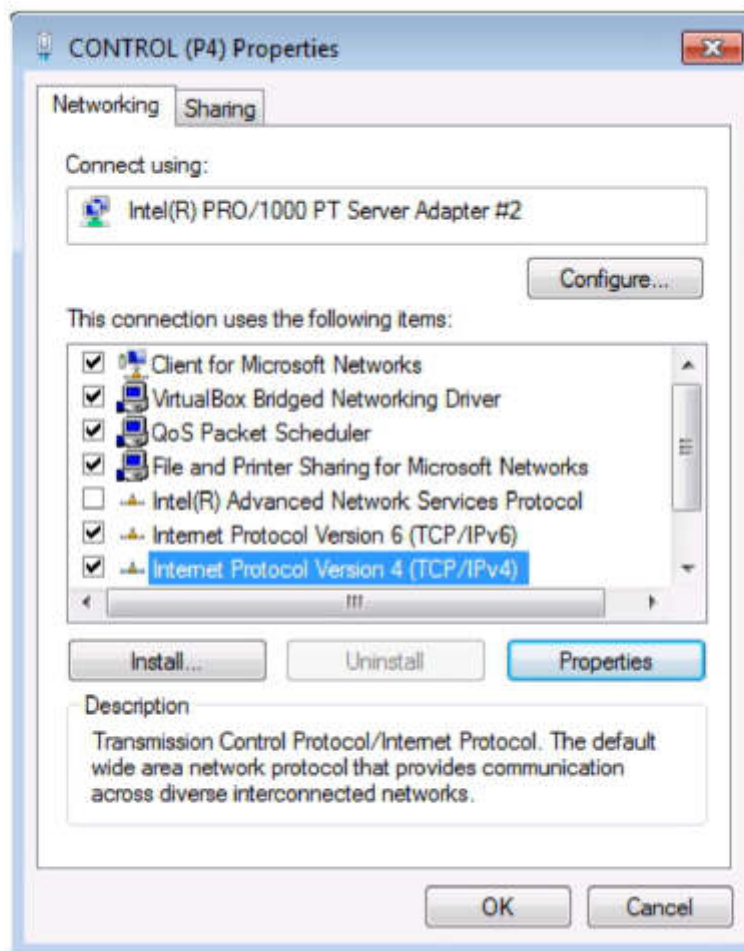 CONTROL (P4) Properties
Networking
Sharing
Connect using:
Intel(R) PRO/1000 PT Server Adapter #2
Configure...
This connection uses the following items:
Client for Microsoft Networks
VirtualBox Bridged Networking Driver
QoS Packet Scheduler
File and Printer Sharing for Microsoft Networks
Intel(R) Advanced Network Services Protocol
Internet Protocol Version 6 (TCP/IPv6)
Internet Protocol Version 4 (TCP/IPv4)
Install...
Uninstall
Properties
Description
Transmission Control Protocol/Internet Protocol. The default
wide area network protocol that provides communication
across diverse interconnected networks.
OK
Cancel